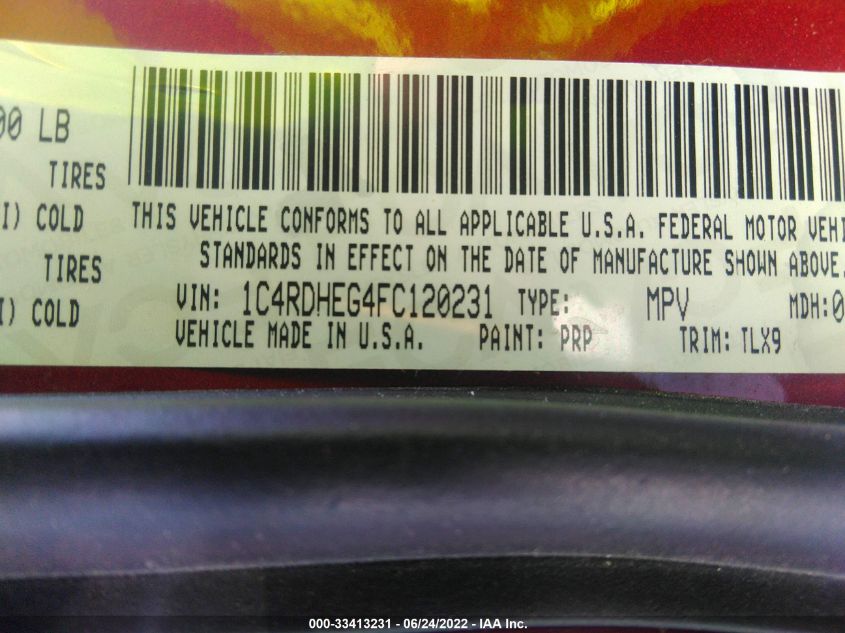 00 LB
TIRES
I) COLD
TIRES
I) COLD
THIS VEHICLE CONFORMS TO ALL APPLICABLE U.S.A. FEDERAL MOTOR VEHI
STANDARDS IN EFFECT ON THE DATE OF MANUFACTURE SHOWN ABOVE.
VIN: 1C4RDHEG4FC120231 TYPE: MPV MDH:0
VEHICLE MADE IN U.S.A. PAINT: PRP TRIM: TLX9
000-33413231 - 06/24/2022 - IAA Inc.